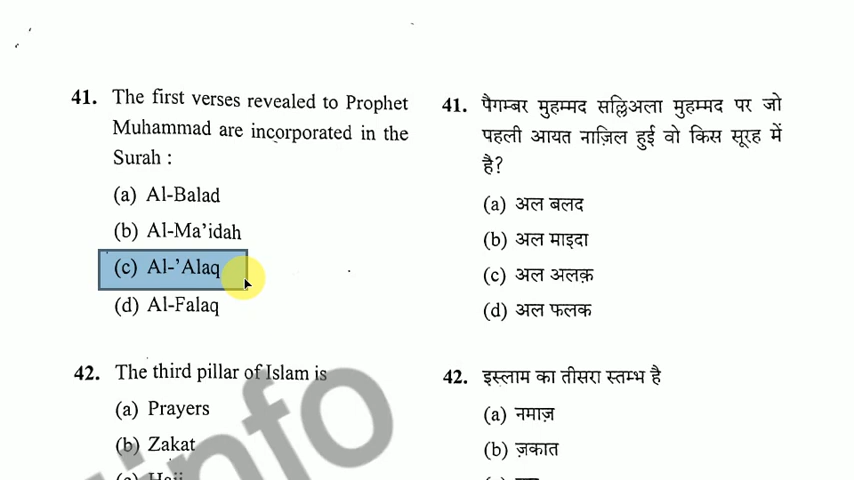 41. The first verses revealed to Prophet
Muhammad are incorporated in the
Surah :
(a) Al-Balad
(b) Al-Ma'idah
(c) Al-'Alaq
(d) Al-Falaq
42. The third pillar of Islam is
(a) Prayers
(b) Zakat
(c) Hajj
41. पैगम्बर मुहम्मद सल्लिअला मुहम्मद पर जो
पहली आयत नाज़िल हुई वो किस सूरह में
है?
(a) अल बलद
(b) अल माइदा
(c) अल अलक़
(d) अल फलक
42. इस्लाम का तीसरा स्तम्भ है
(a) नमाज़
(b) ज़कात
info